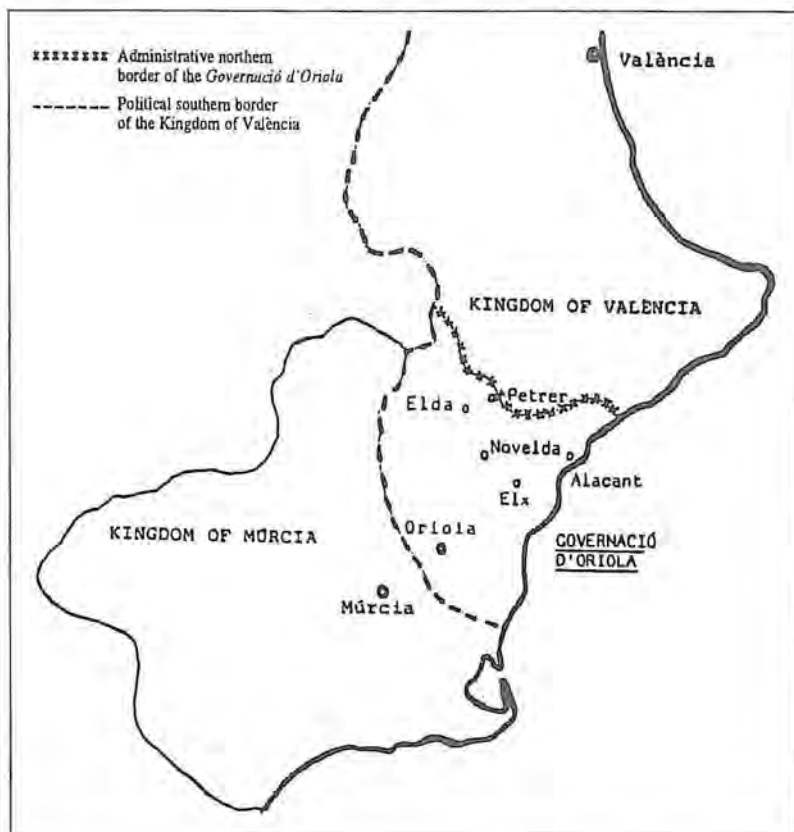 Administrative northern
border of the Governació d'Oriola
Political southern border
of the Kingdom of València
València
KINGDOM OF VALÈNCIA
Petrer
Elda
Novelda
Alacant
Elx
KINGDOM OF MÚRCIA
Oriola
GOVERNACIÓ
D'ORIOLA
Múrcia